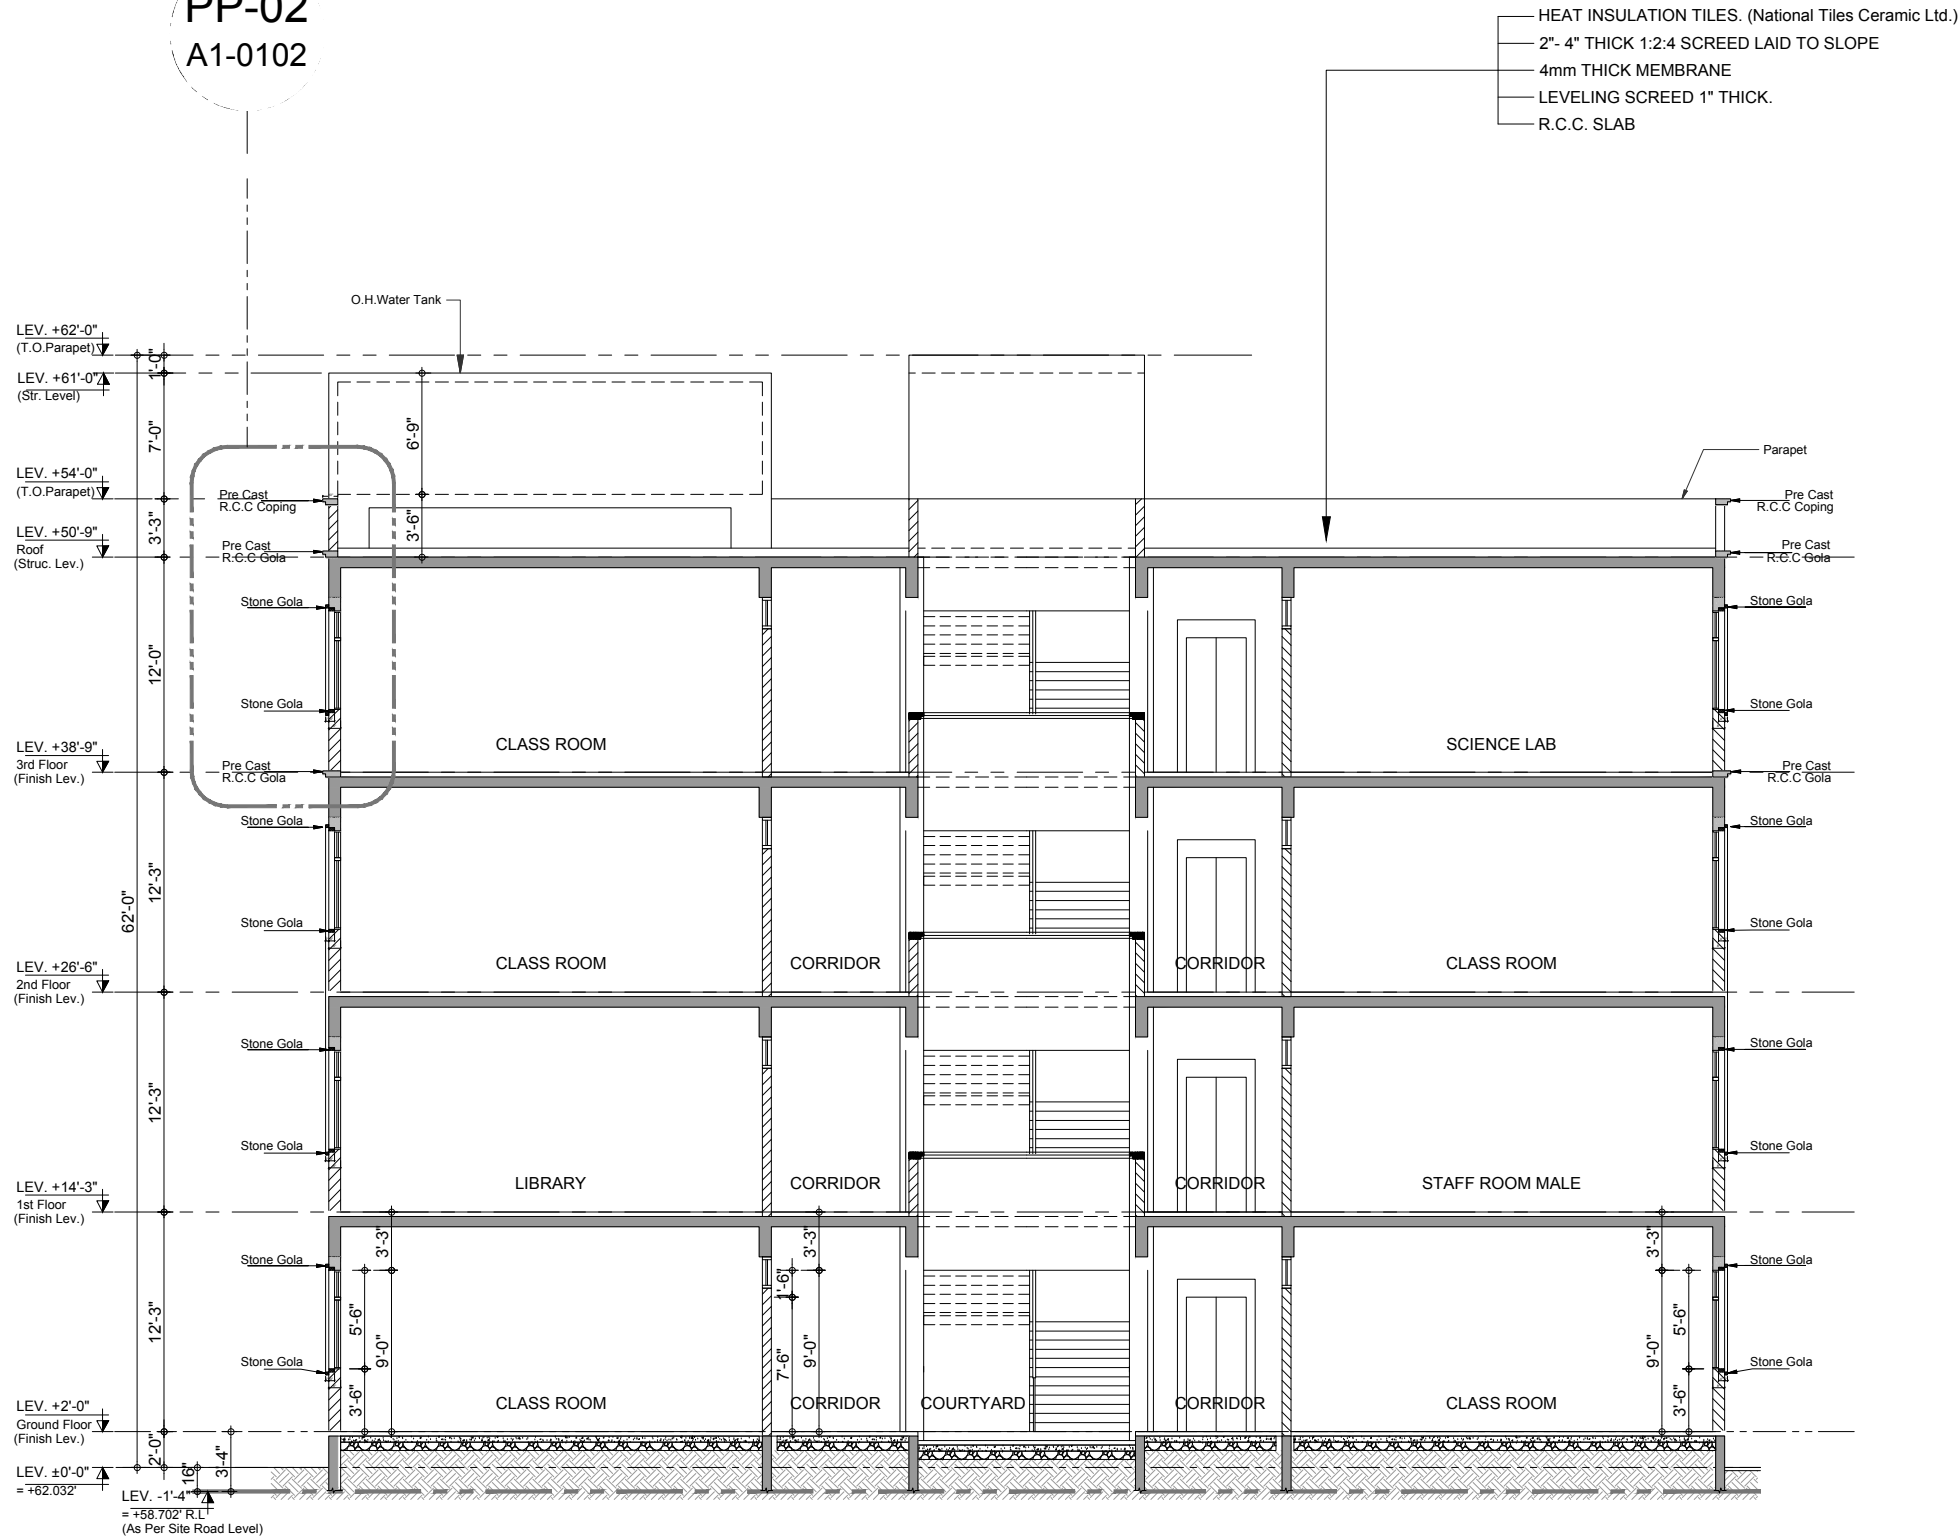 PP-02
A1-0102
HEAT INSULATION TILES. (National Tiles Ceramic Ltd.)
2"- 4" THICK 1:2:4 SCREED LAID TO SLOPE
4mm THICK MEMBRANE
LEVELING SCREED 1" THICK.
R.C.C. SLAB
O.H.Water Tank
LEV. +62'-0"
(T.O.Parapet)
1'-0"
LEV. +61'-0"
(Str. Level)
7'-0"
6'-9"
Parapet
LEV. +54'-0"
(T.O.Parapet)
Pre Cast
R.C.C Coping
Pre Cast
R.C.C Coping
3'-3"
3'-6"
LEV. +50'-9"
Roof
(Struc. Lev.)
Pre Cast
R.C.C Gola
Pre Cast
R.C.C Gola
Stone Gola
Stone Gola
12'-0"
Stone Gola
Stone Gola
CLASS ROOM
SCIENCE LAB
LEV. +38'-9"
3rd Floor
(Finish Lev.)
Pre Cast
R.C.C Gola
Pre Cast
R.C.C Gola
Stone Gola
Stone Gola
12'-3"
62'-0"
Stone Gola
Stone Gola
CLASS ROOM
CORRIDOR
CORRIDOR
CLASS ROOM
LEV. +26'-6"
2nd Floor
(Finish Lev.)
Stone Gola
Stone Gola
12'-3"
Stone Gola
Stone Gola
LIBRARY
CORRIDOR
CORRIDOR
STAFF ROOM MALE
LEV. +14'-3"
1st Floor
(Finish Lev.)
3'-3"
3'-3"
3'-3"
Stone Gola
Stone Gola
12'-3"
5'-6"
9'-0"
1'-6"
7'-6"
9'-0"
9'-0"
5'-6"
Stone Gola
Stone Gola
3'-6"
3'-6"
CLASS ROOM
CORRIDOR
COURTYARD
CORRIDOR
CLASS ROOM
LEV. +2'-0"
Ground Floor
(Finish Lev.)
2'-0"
3'-4"
16"
LEV. ±0'-0"
= +62.032'
LEV. -1'-4"
= +58.702' R.L
(As Per Site Road Level)